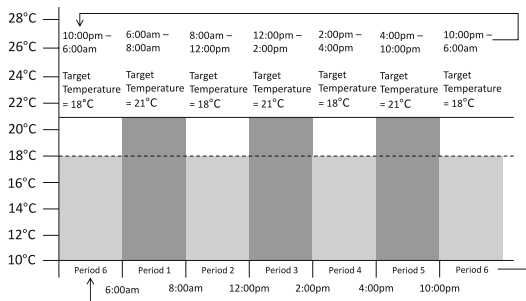 28°C
26°C
24°C
22°C
20°C
18°C
16°C
14°C
12°C
10°C
10:00pm –
6:00am
Target
Temperature
= 18°C
6:00am –
8:00am
Target
Temperature
= 21°C
8:00am –
12:00pm
Target
Temperature
= 18°C
12:00pm –
2:00pm
Target
Temperature
= 21°C
2:00pm –
4:00pm
Target
Temperature
= 18°C
4:00pm –
10:00pm
Target
Temperature
= 21°C
10:00pm –
6:00am
Target
Temperature
= 18°C
Period 6
Period 1
Period 2
Period 3
Period 4
Period 5
Period 6
6:00am
8:00am
12:00pm
2:00pm
4:00pm
10:00pm